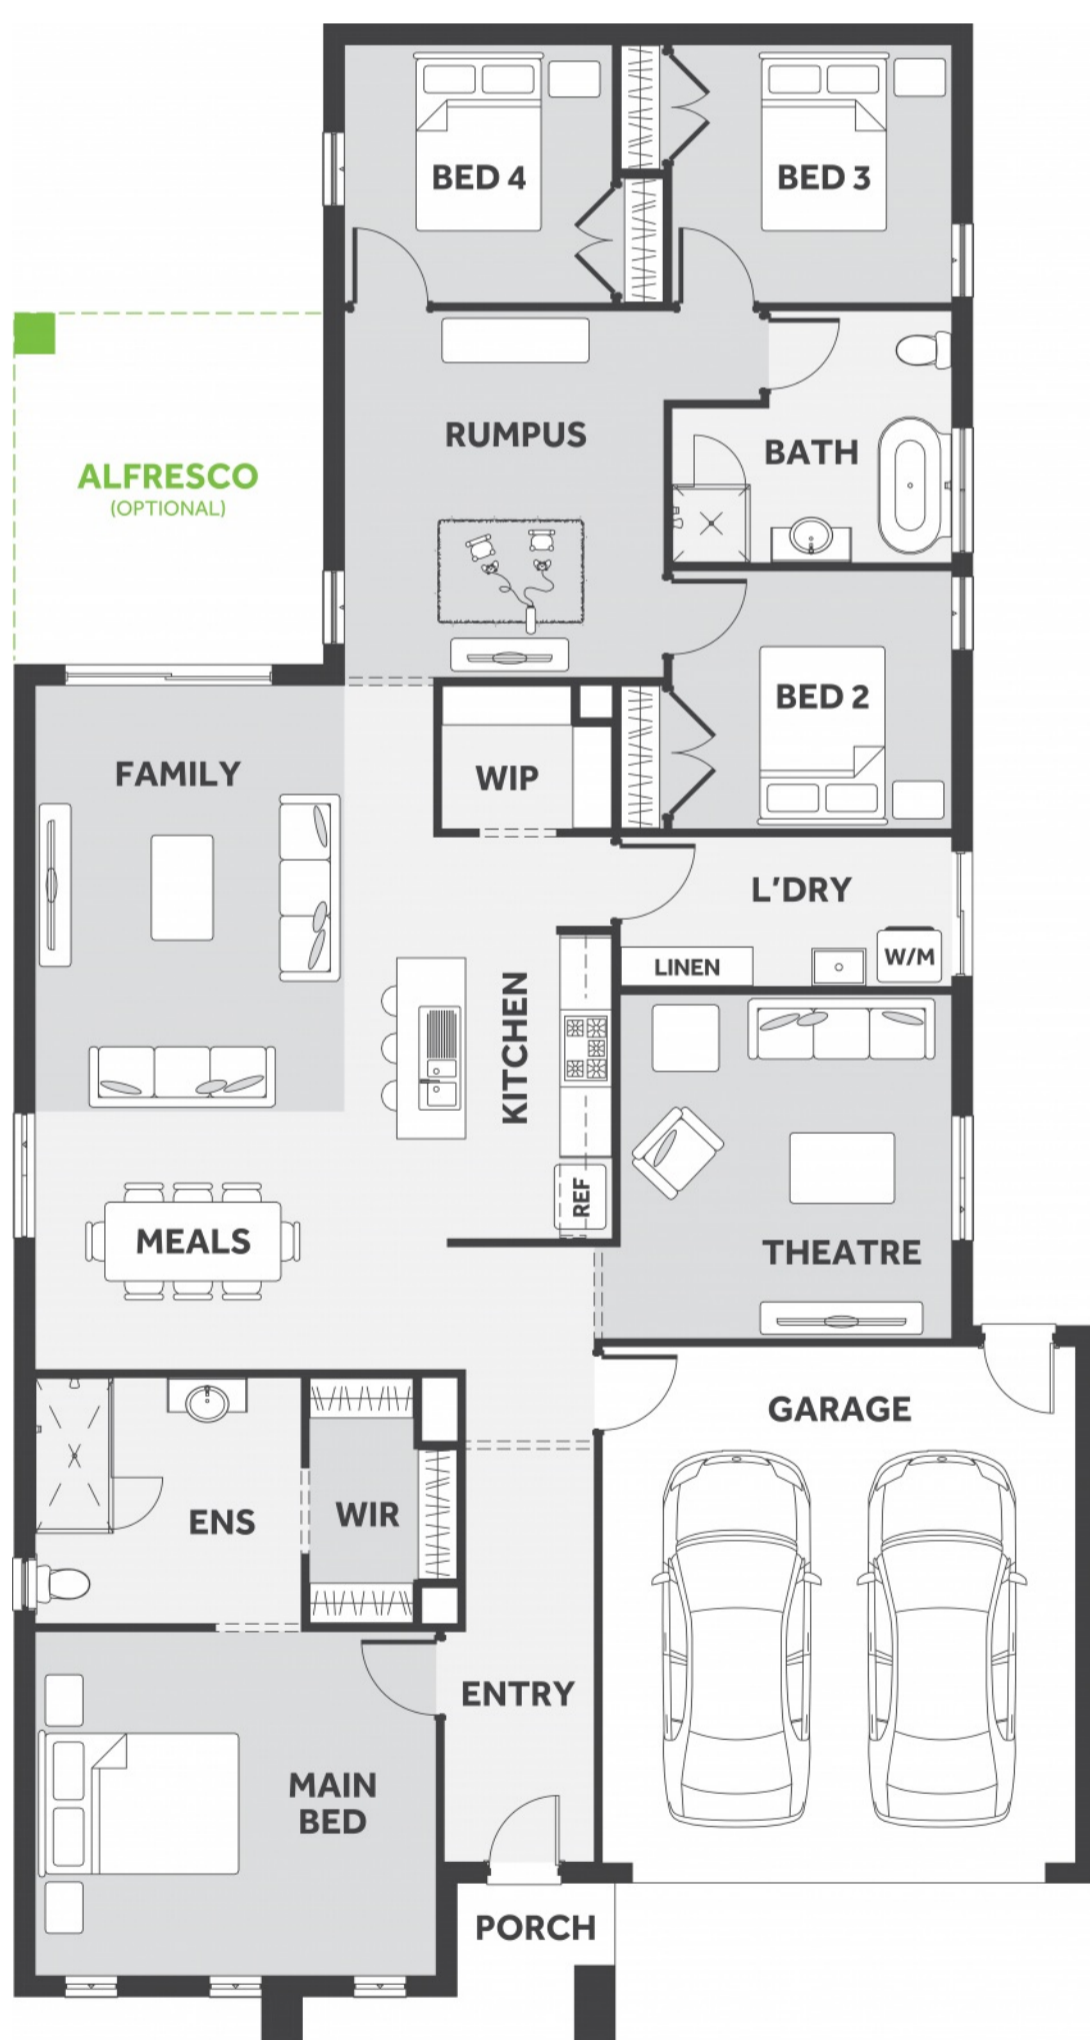 BED 4
BED 3
RUMPUS
BATH
ALFRESCO
(OPTIONAL)
BED 2
FAMILY
WIP
L'DRY
LINEN
W/M
KITCHEN
REF
MEALS
THEATRE
GARAGE
ENS
WIR
ENTRY
MAIN
BED
PORCH